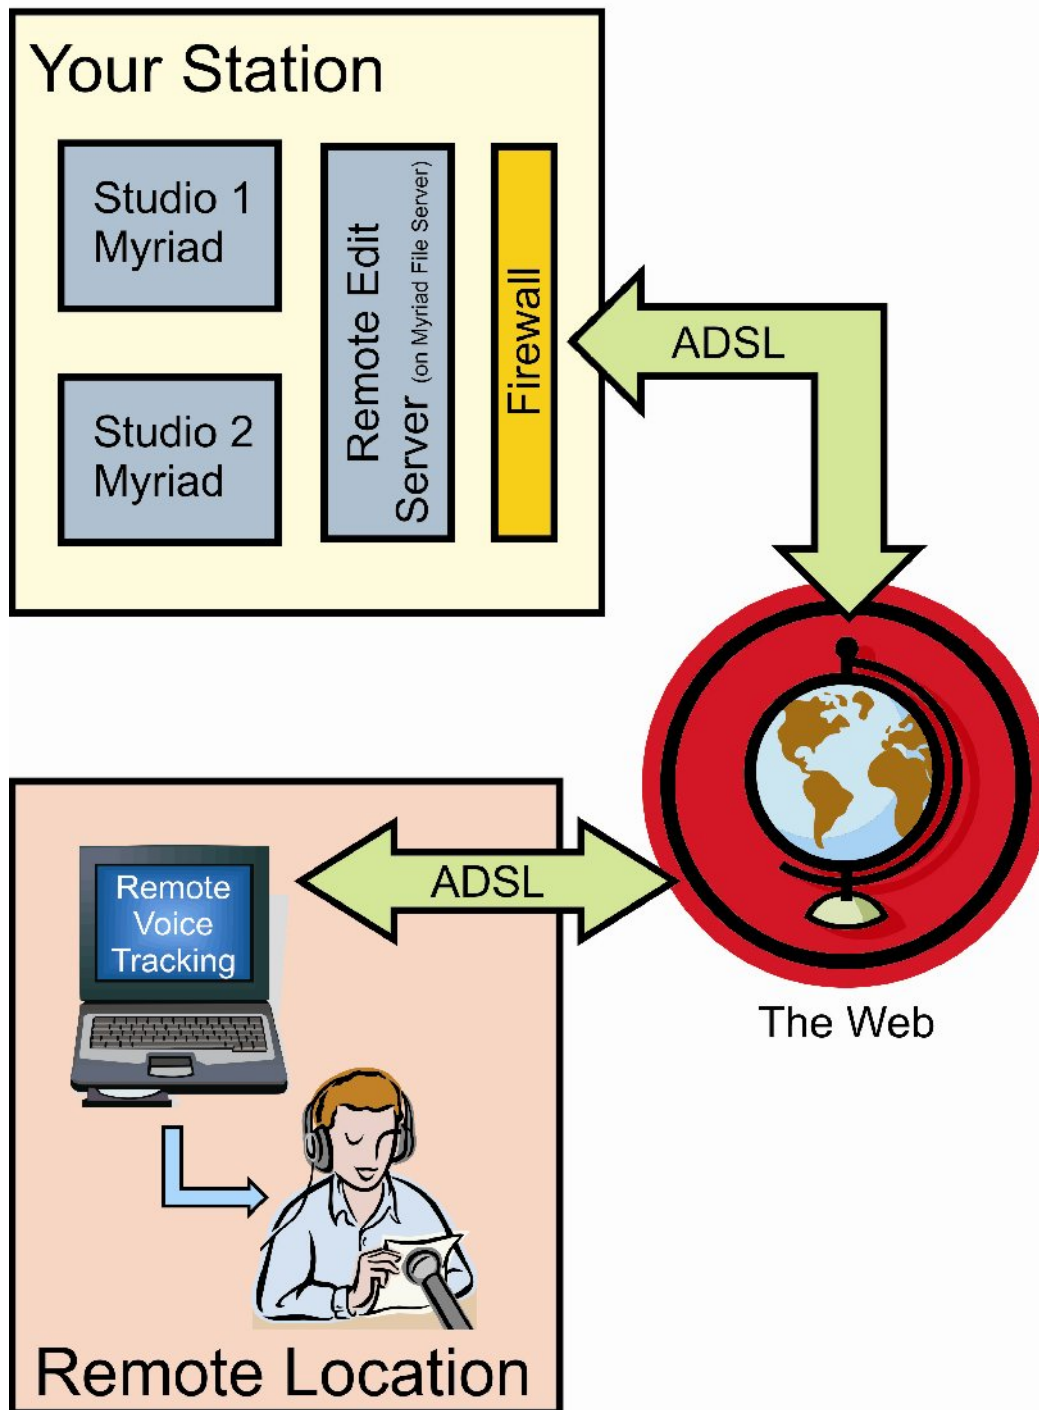 Your Station
Studio 1
Myriad
Studio 2
Myriad
Remote Edit
Server (on Myriad File Server)
Firewall
ADSL
The Web
ADSL
Remote
Voice
Tracking
Remote Location